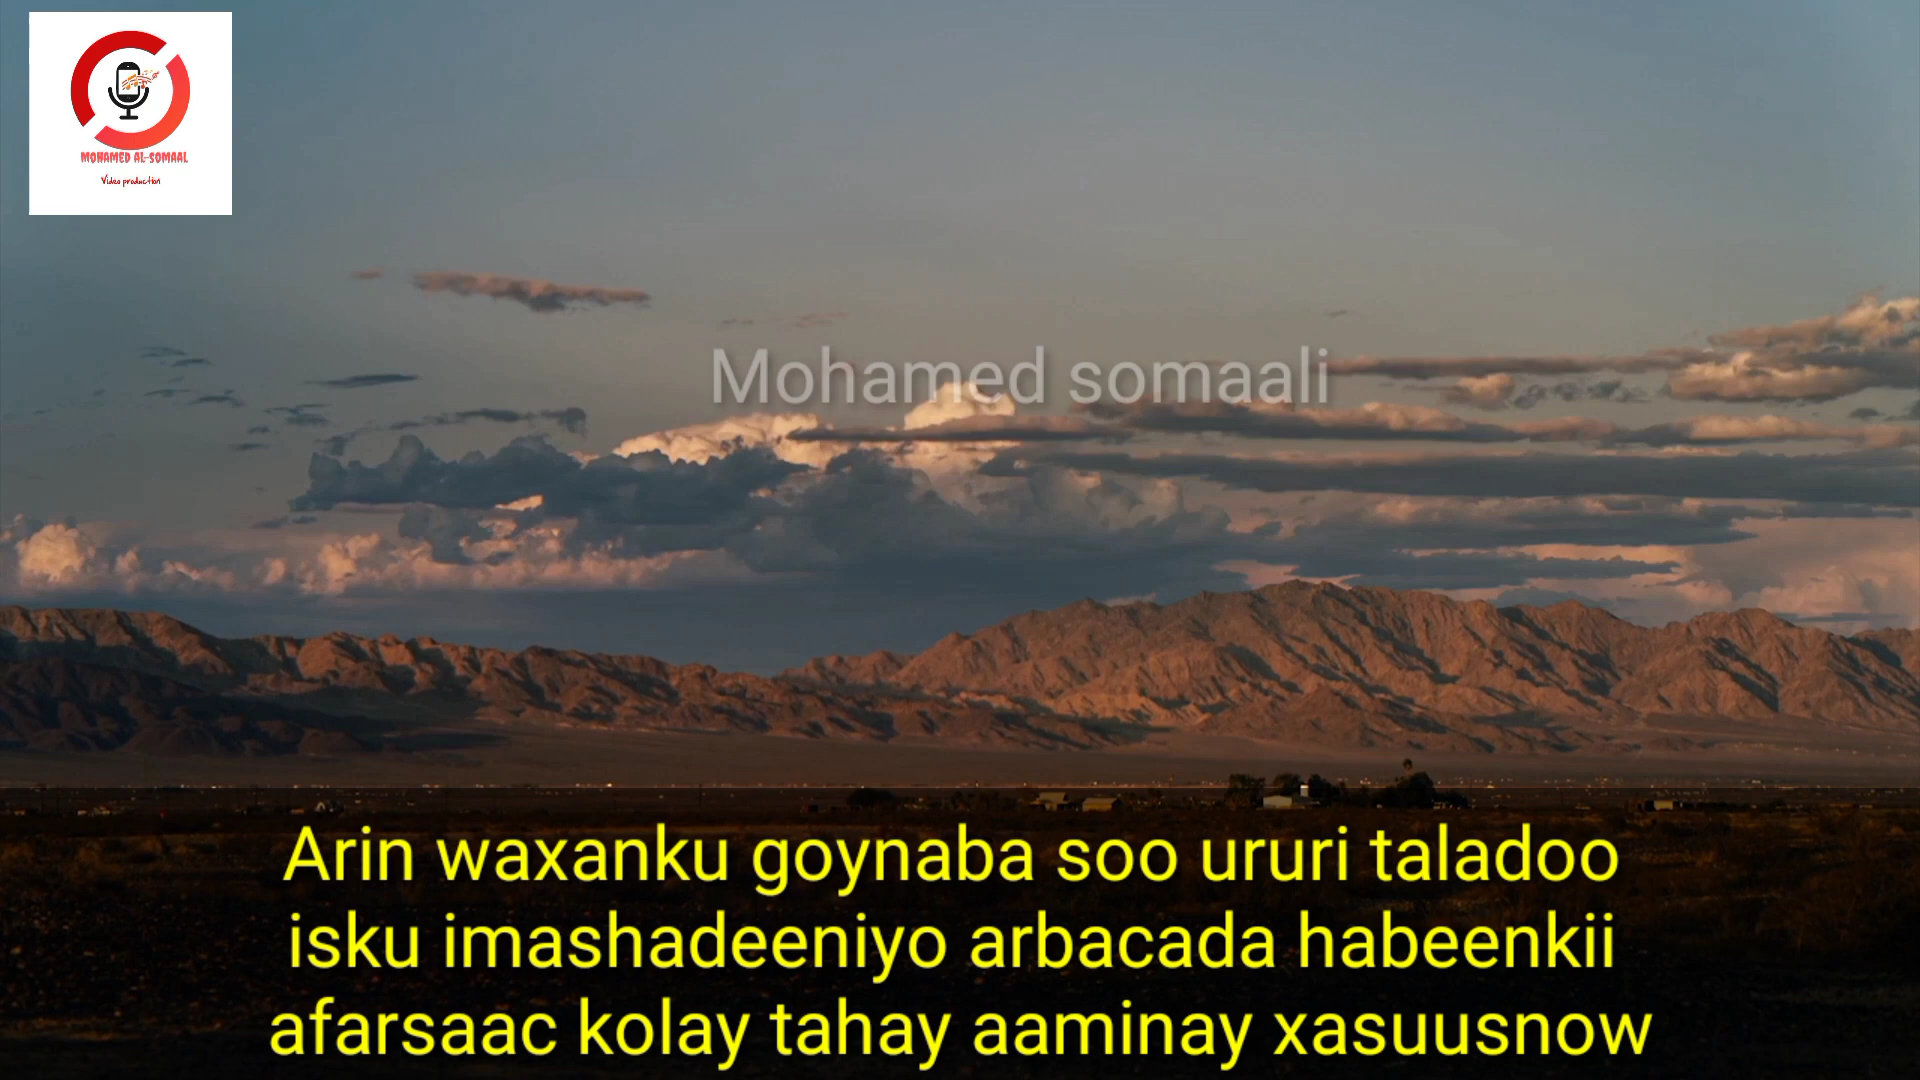 MOHAMED AL-SOMAAL
Video production
Mohamed somaali
Arin waxanku goynaba soo ururi taladoo
isku imashadeeniyo arbacada habeenkii
afarsaac kolay tahay aaminay xasuusnow